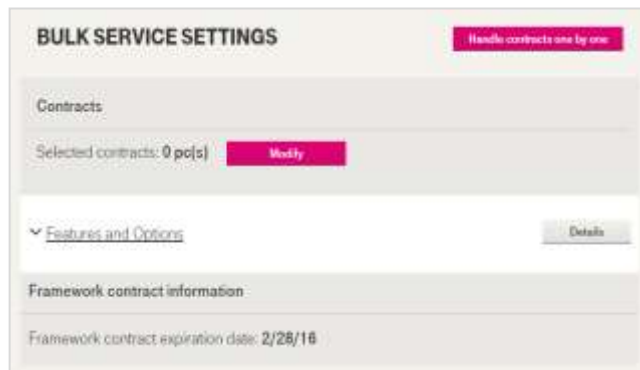 BULK SERVICE SETTINGS
Handle contracts one by one
Contracts
Selected contracts: 0 pc(s)
Modify
Features and Options
Details
Framework contract information
Framework contract expiration date: 2/28/16